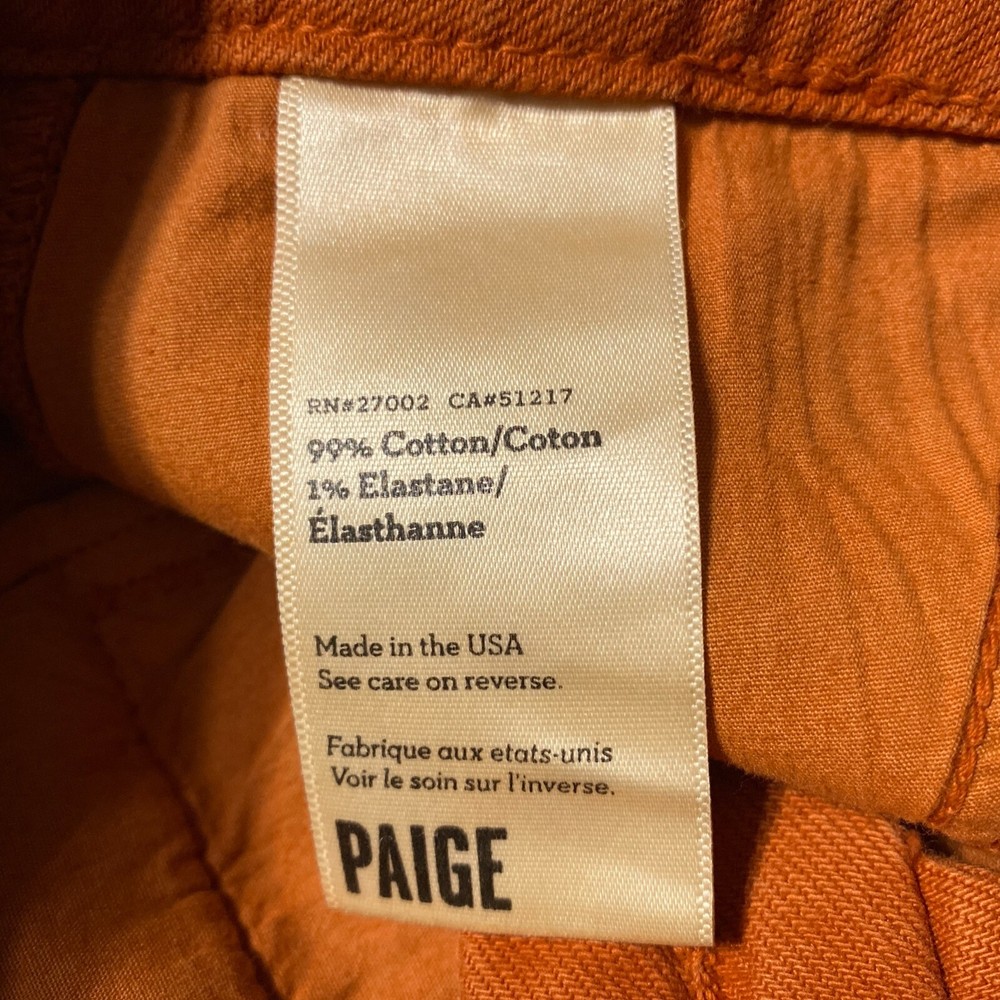 RN#27002 CA#51217
99% Cotton/Coton
1% Elastane/
Élasthanne
Made in the USA
See care on reverse.
Fabrique aux etats-unis
Voir le soin sur l'inverse.
PAIGE